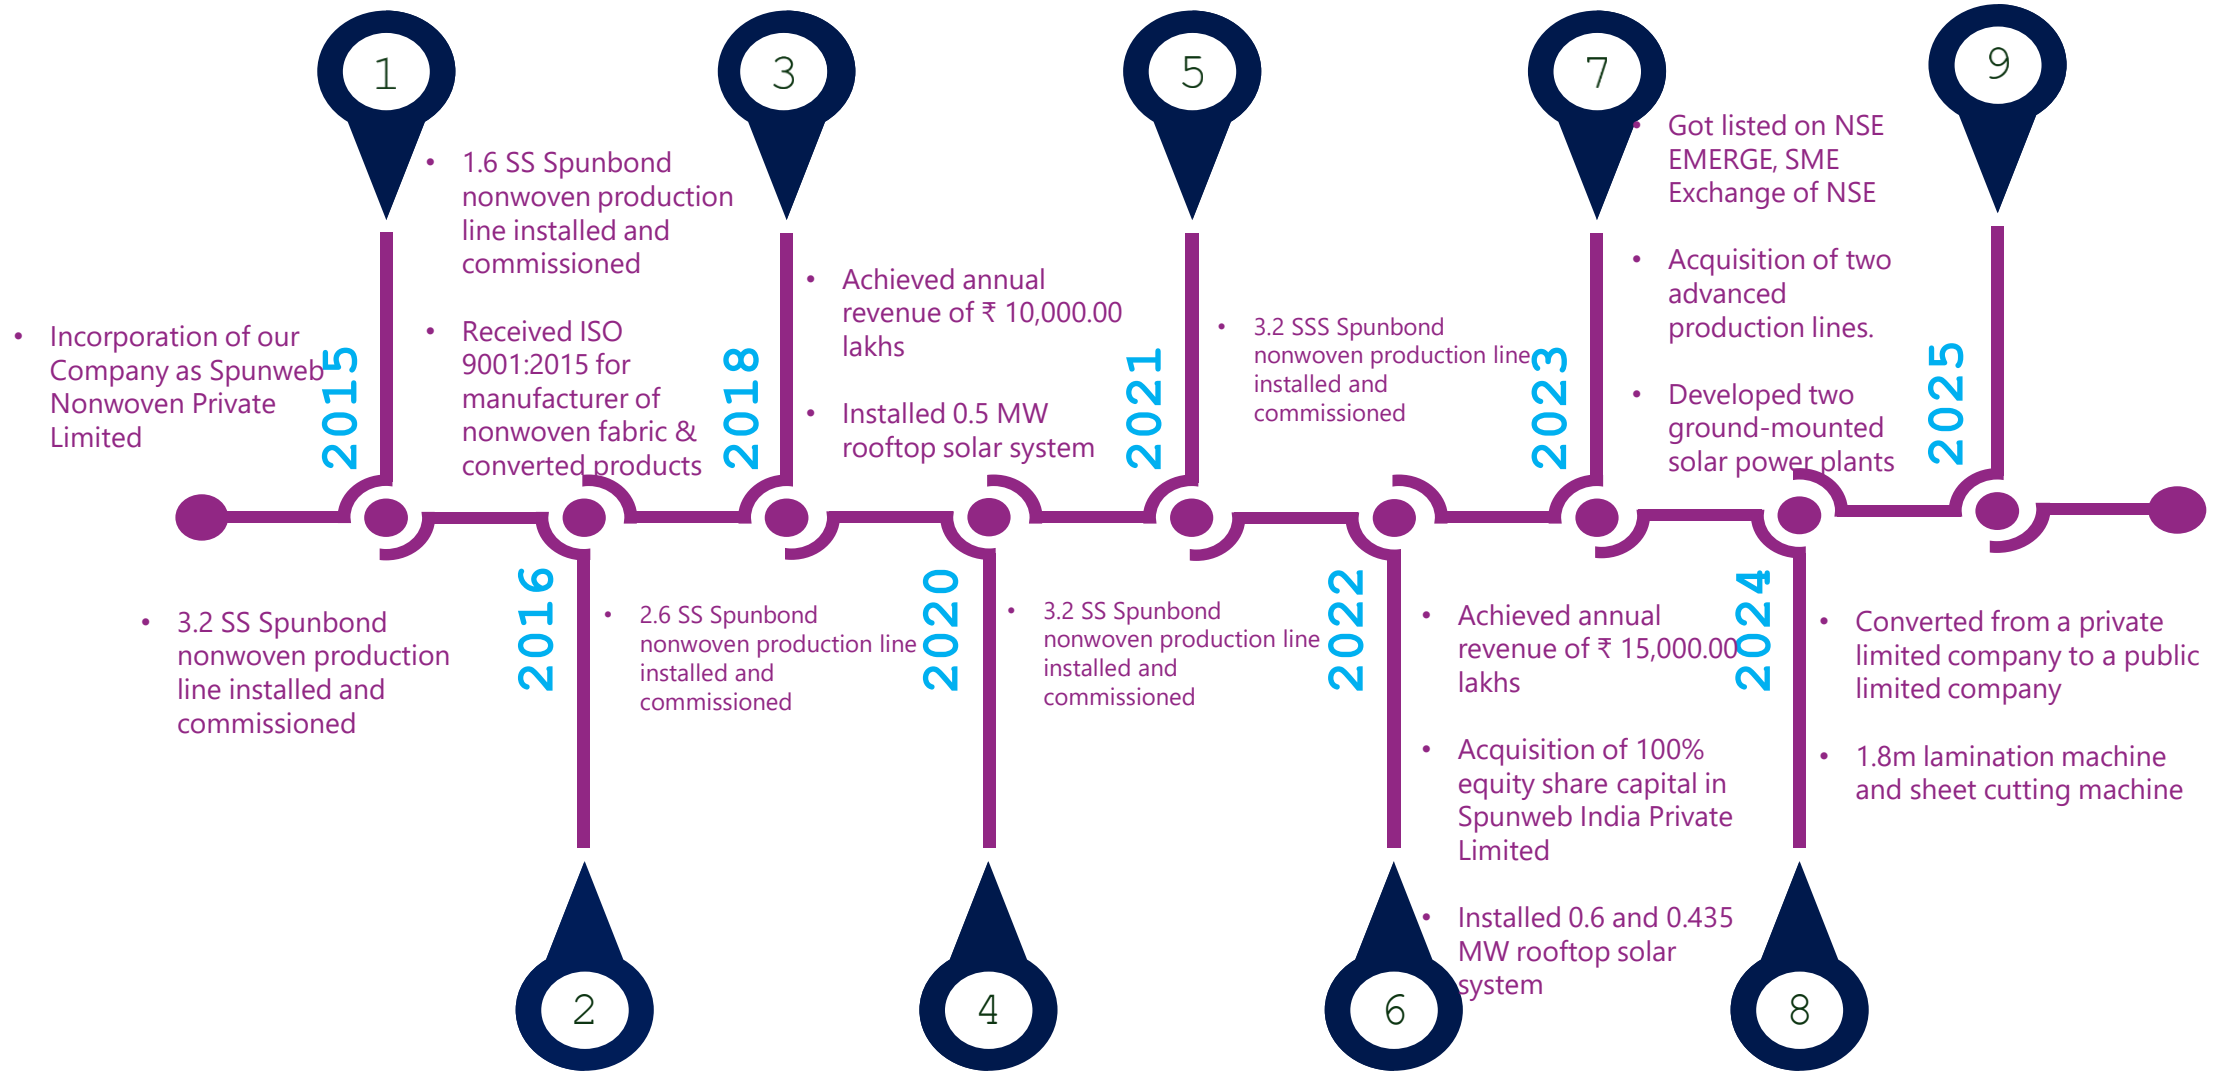 1
3
5
7
9
• Incorporation of our
Company as Spunweb
Nonwoven Private
Limited
2015
• 1.6 SS Spunbond
nonwoven production
line installed and
commissioned
• Received ISO
9001:2015 for
manufacturer of
nonwoven fabric &
converted products
2018
• Achieved annual
revenue of ₹ 10,000.00
lakhs
• Installed 0.5 MW
rooftop solar system
2021
• 3.2 SSS Spunbond
nonwoven production line
installed and
commissioned
2023
• Got listed on NSE
EMERGE, SME
Exchange of NSE
• Acquisition of two
advanced
production lines.
• Developed two
ground-mounted
solar power plants
2025
• 3.2 SS Spunbond
nonwoven production
line installed and
commissioned
2016
• 2.6 SS Spunbond
nonwoven production line
installed and
commissioned
2020
• 3.2 SS Spunbond
nonwoven production line
installed and
commissioned
2022
• Achieved annual
revenue of ₹ 15,000.00
lakhs
• Acquisition of 100%
equity share capital in
Spunweb India Private
Limited
• Installed 0.6 and 0.435
MW rooftop solar
system
2024
• Converted from a private
limited company to a public
limited company
• 1.8m lamination machine
and sheet cutting machine
2
4
6
8